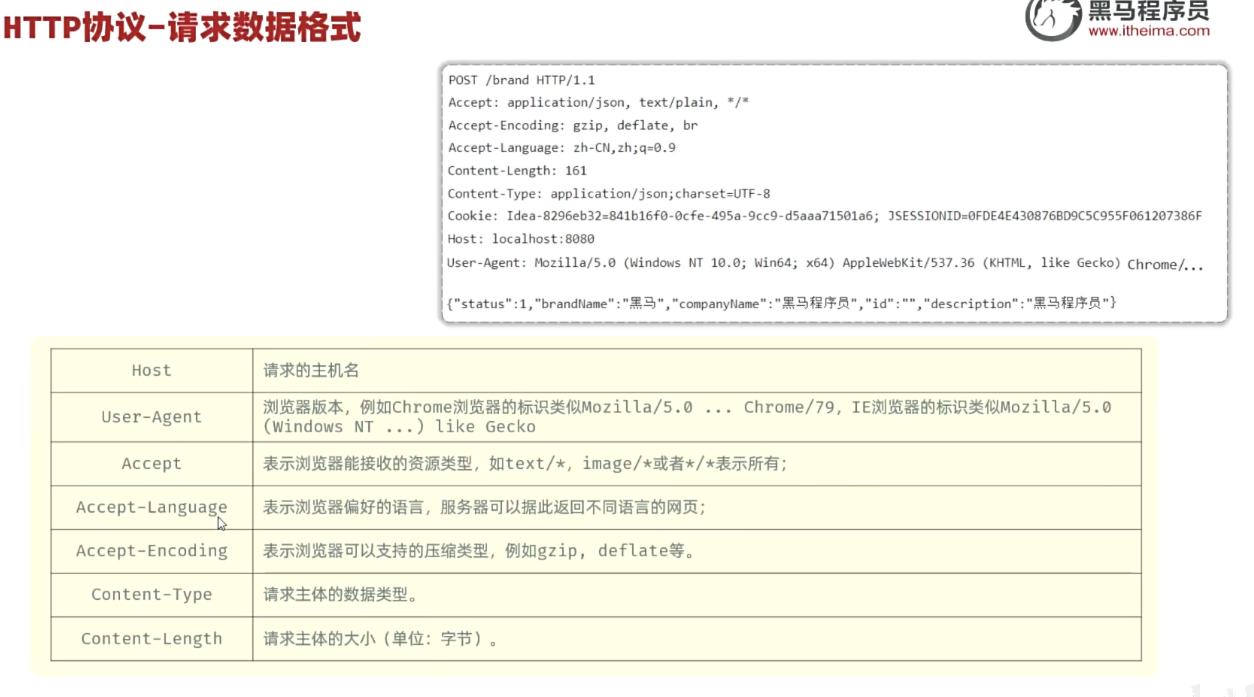 HTTP协议-请求数据格式
黑马程序员
www.itheima.com
POST /brand HTTP/1.1
Accept: application/json, text/plain, */*
Accept-Encoding: gzip, deflate, br
Accept-Language: zh-CN,zh;q=0.9
Content-Length: 161
Content-Type: application/json;charset=UTF-8
Cookie: Idea-8296eb32=841b16f0-0cfe-495a-9cc9-d5aaa71501a6; JSESSIONID=0FDE4E430876BD9C5C955F061207386F
Host: localhost:8080
User-Agent: Mozilla/5.0 (Windows NT 10.0; Win64; x64) AppleWebKit/537.36 (KHTML, like Gecko) Chrome/...
{"status":1,"brandName":"黑马","companyName":"黑马程序员","id":"","description":"黑马程序员"}
Host 请求的主机名
User-Agent 浏览器版本，例如Chrome浏览器的标识类似Mozilla/5.0 ... Chrome/79，IE浏览器的标识类似Mozilla/5.0
(Windows NT ...) like Gecko
Accept 表示浏览器能接收的资源类型，如text/*，image/*或者*/*表示所有；
Accept-Language 表示浏览器偏好的语言，服务器可以据此返回不同语言的网页；
Accept-Encoding 表示浏览器可以支持的压缩类型，例如gzip, deflate等。
Content-Type 请求主体的数据类型。
Content-Length 请求主体的大小（单位：字节）。